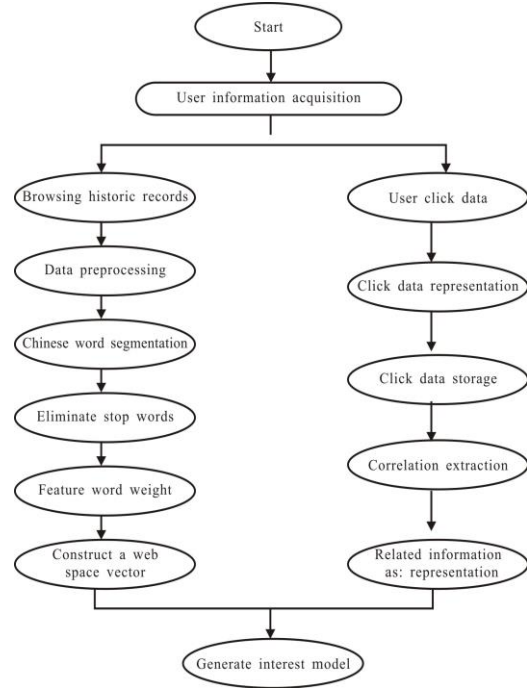 Start
User information acquisition
Browsing historic records
Data preprocessing
Chinese word segmentation
Eliminate stop words
Feature word weight
Construct a web
space vector
User click data
Click data representation
Click data storage
Correlation extraction
Related information
as: representation
Generate interest model